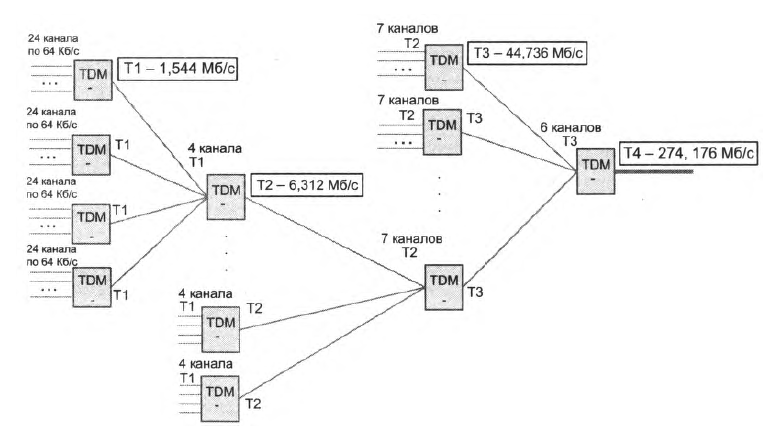 24 канала
по 64 Кб/с
...
TDM
-
T1 – 1,544 Мб/с
24 канала
по 64 Кб/с
...
TDM
-
T1
24 канала
по 64 Кб/с
...
TDM
-
T1
24 канала
по 64 Кб/с
...
TDM
-
T1
4 канала
T1
TDM
-
T2 – 6,312 Мб/с
4 канала
T1
TDM
-
T2
4 канала
T1
TDM
-
T2
7 каналов
T2
...
TDM
-
T3 – 44,736 Мб/с
7 каналов
T2
...
TDM
-
T3
7 каналов
T2
TDM
-
T3
6 каналов
T3
TDM
-
T4 – 274, 176 Мб/с